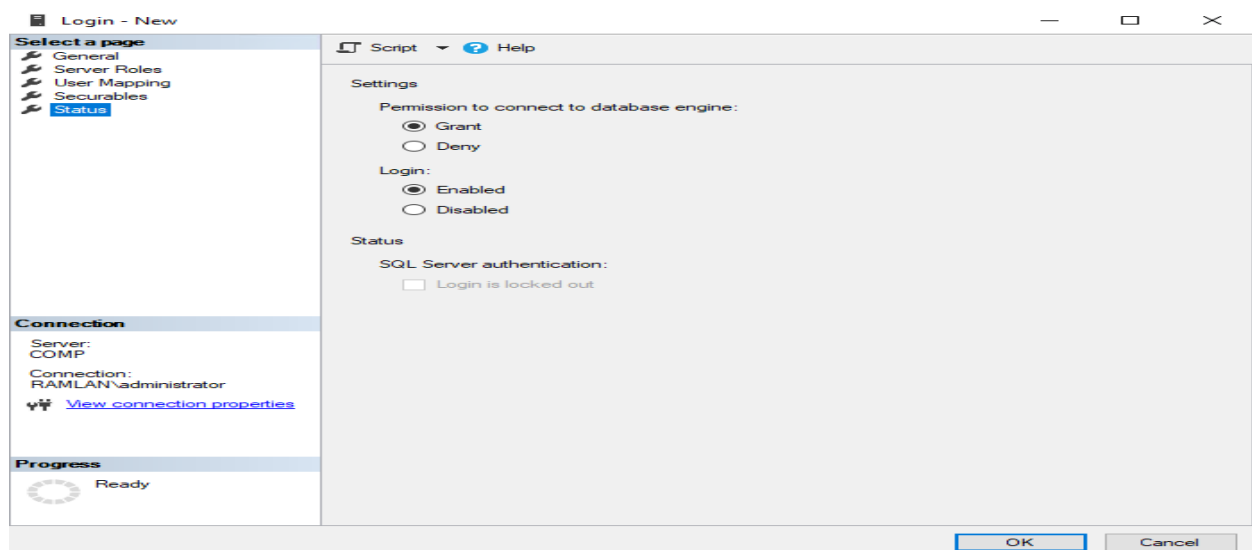 Login - New
Select a page
General
Server Roles
User Mapping
Securables
Status
Script
Help
Settings
Permission to connect to database engine:
Grant
Deny
Login:
Enabled
Disabled
Status
SQL Server authentication:
Login is locked out
Connection
Server:
COMP
Connection:
RAMLAN\administrator
View connection properties
Progress
Ready
OK
Cancel